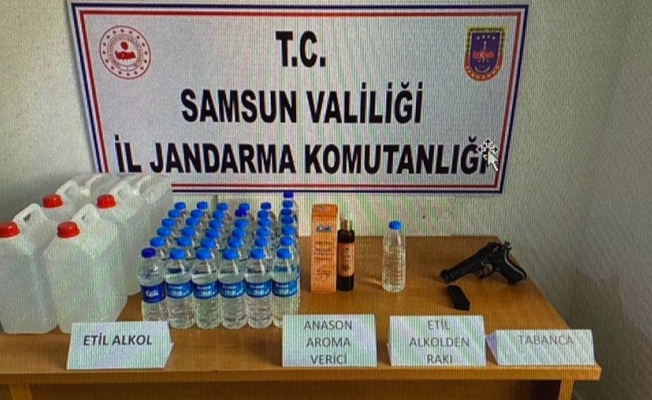 T.C.
SAMSUN VALİLİĞİ
İL JANDARMA KOMUTANLIĞI
ETİL ALKOL
ANASON
AROMA
VERİCİ
ETİL
ALKOLDEN
RAKI
TABANCA